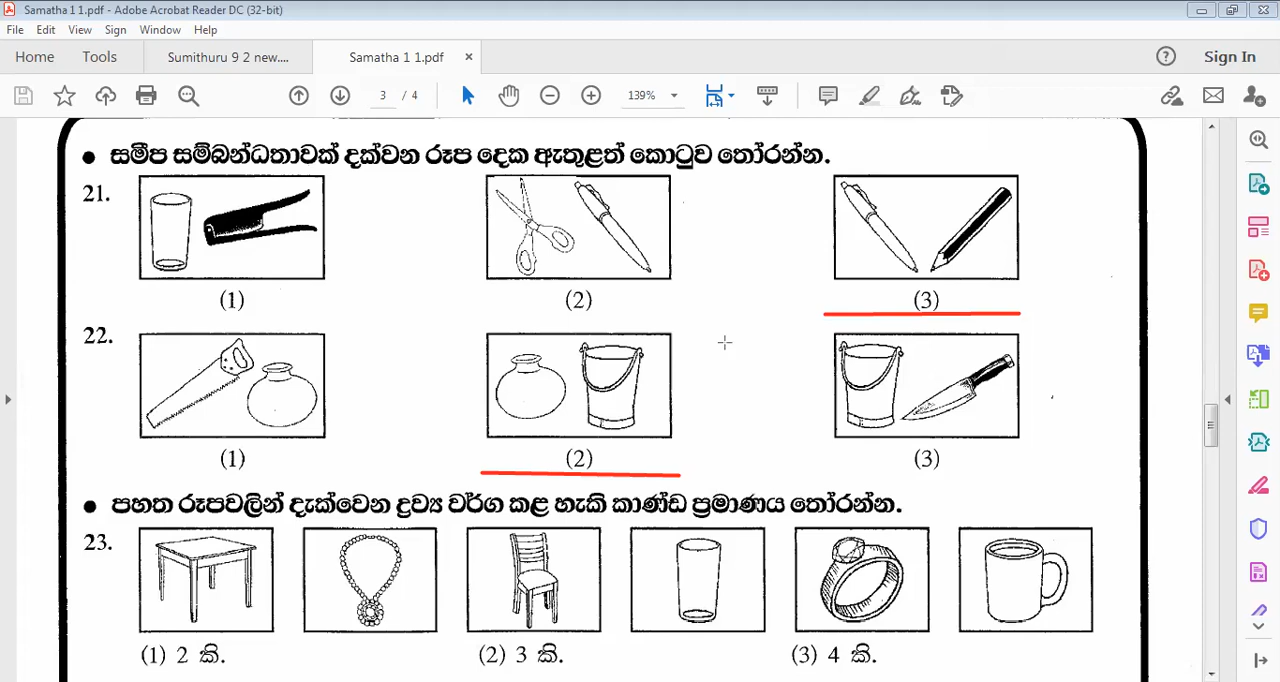 Samatha 1 1.pdf - Adobe Acrobat Reader DC (32-bit)
File Edit View Sign Window Help
Home Tools Sumithuru 9 2 new.... Samatha 1 1.pdf × Sign In
3 / 4 139%
• සමීප සම්බන්ධතාවක් දක්වන රූප දෙක ඇතුළත් කොටුව තෝරන්න.
21.
(1) (2) (3)
22.
(1) (2) (3)
• පහත රූපවලින් දැක්වෙන ද්‍රව්‍ය වර්ග කළ හැකි කාණ්ඩ ප්‍රමාණය තෝරන්න.
23.
(1) 2 කි. (2) 3 කි. (3) 4 කි.